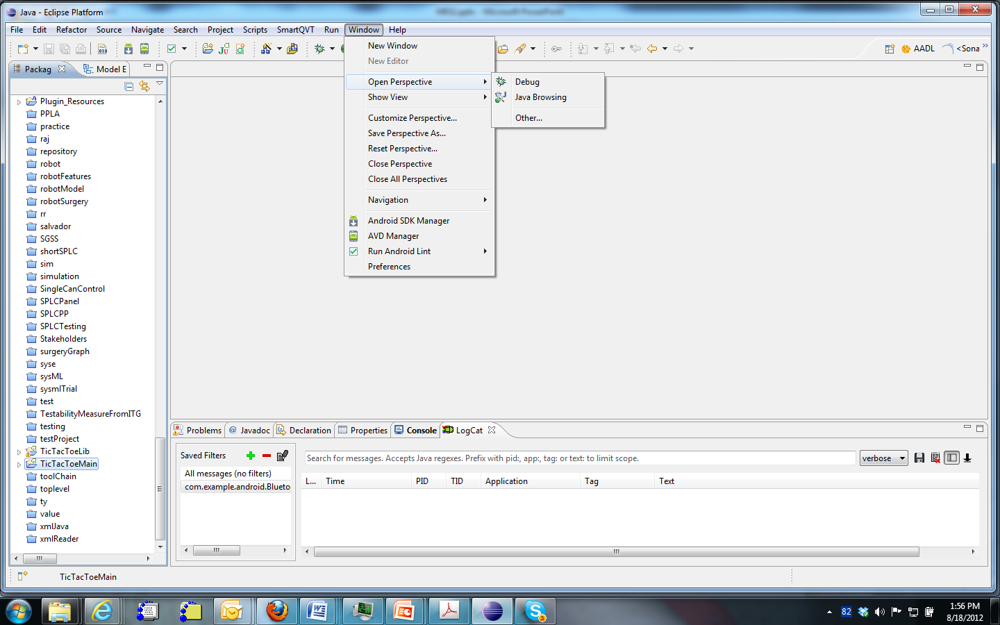 Java - Eclipse Platform
File Edit Refactor Source Navigate Search Project Scripts SmartQVT Run Window Help
AADL <Sona »
Packag Model E
Plugin_Resources
PPLA
practice
raj
repository
robot
robotFeatures
robotModel
robotSurgery
rr
salvador
SGSS
shortSPLC
sim
simulation
SingleCanControl
SPLCPanel
SPLCPP
SPLCTesting
Stakeholders
surgeryGraph
syse
sysML
sysmlTrial
test
TestabilityMeasureFromITG
testing
testProject
TicTacToeLib
TicTacToeMain
toolChain
toplevel
ty
value
xmlJava
xmlReader
New Window
New Editor
Open Perspective
Show View
Customize Perspective...
Save Perspective As...
Reset Perspective...
Close Perspective
Close All Perspectives
Navigation
Android SDK Manager
AVD Manager
Run Android Lint
Preferences
Debug
Java Browsing
Other...
Problems @ Javadoc Declaration Properties Console LogCat
Saved Filters
All messages (no filters)
com.example.android.Blueto
Search for messages. Accepts Java regexes. Prefix with pid:, app:, tag: or text: to limit scope.
verbose
L... Time PID TID Application Tag Text
TicTacToeMain
82
1:56 PM
8/18/2012